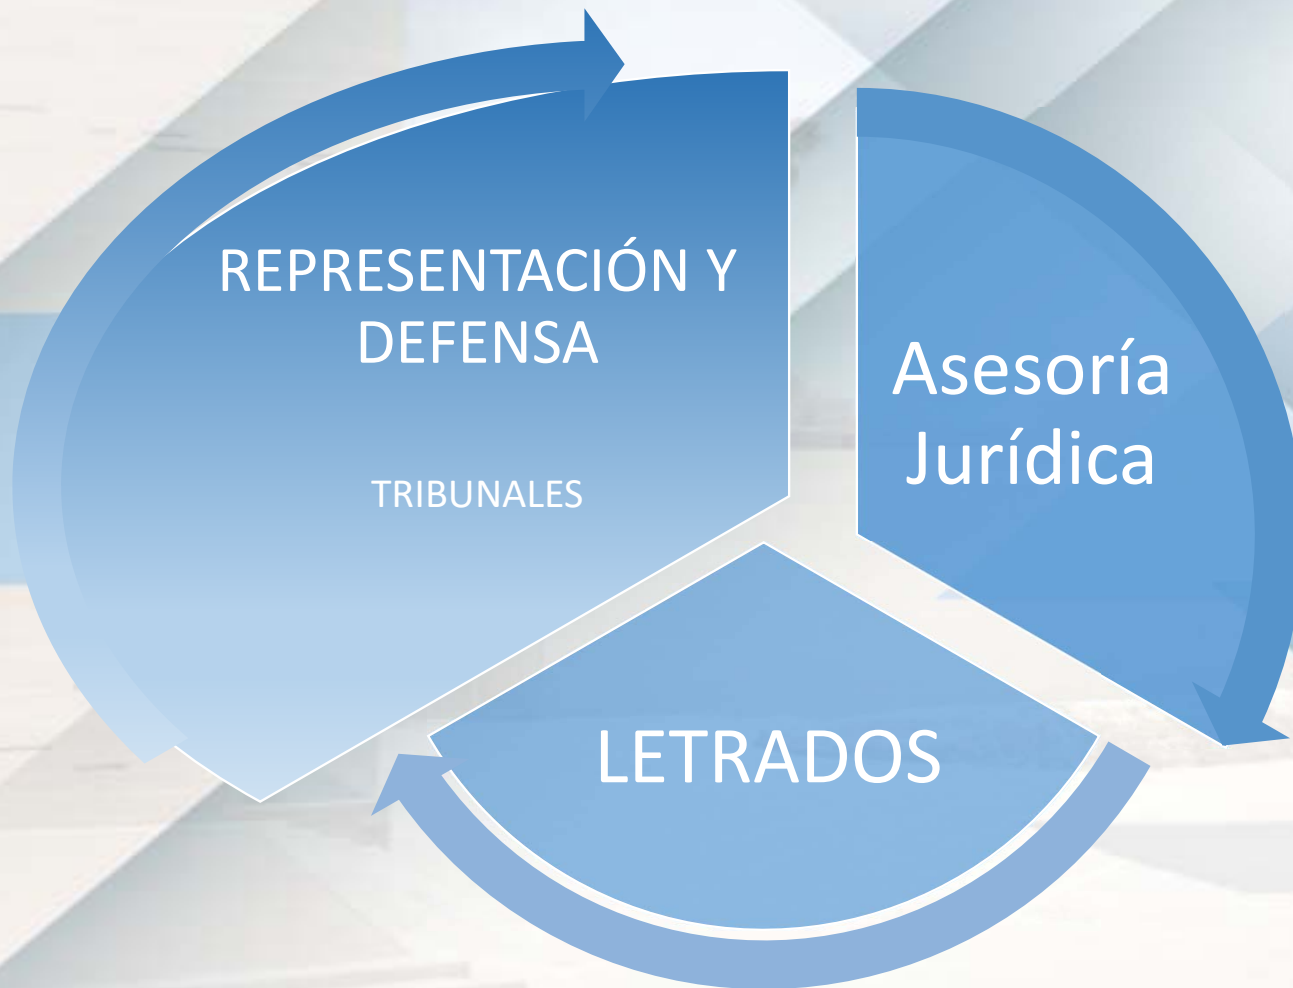 REPRESENTACIÓN Y
DEFENSA
TRIBUNALES
Asesoría
Jurídica
LETRADOS